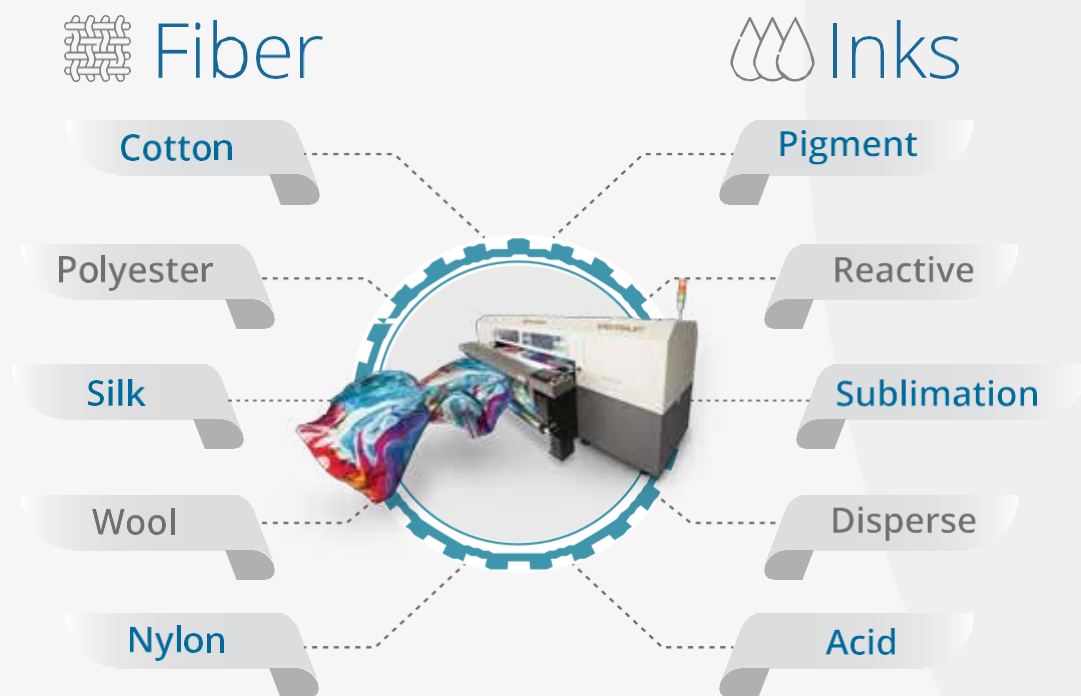 Fiber
Inks
Cotton
Pigment
Polyester
Reactive
Silk
Sublimation
Wool
Disperse
Nylon
Acid